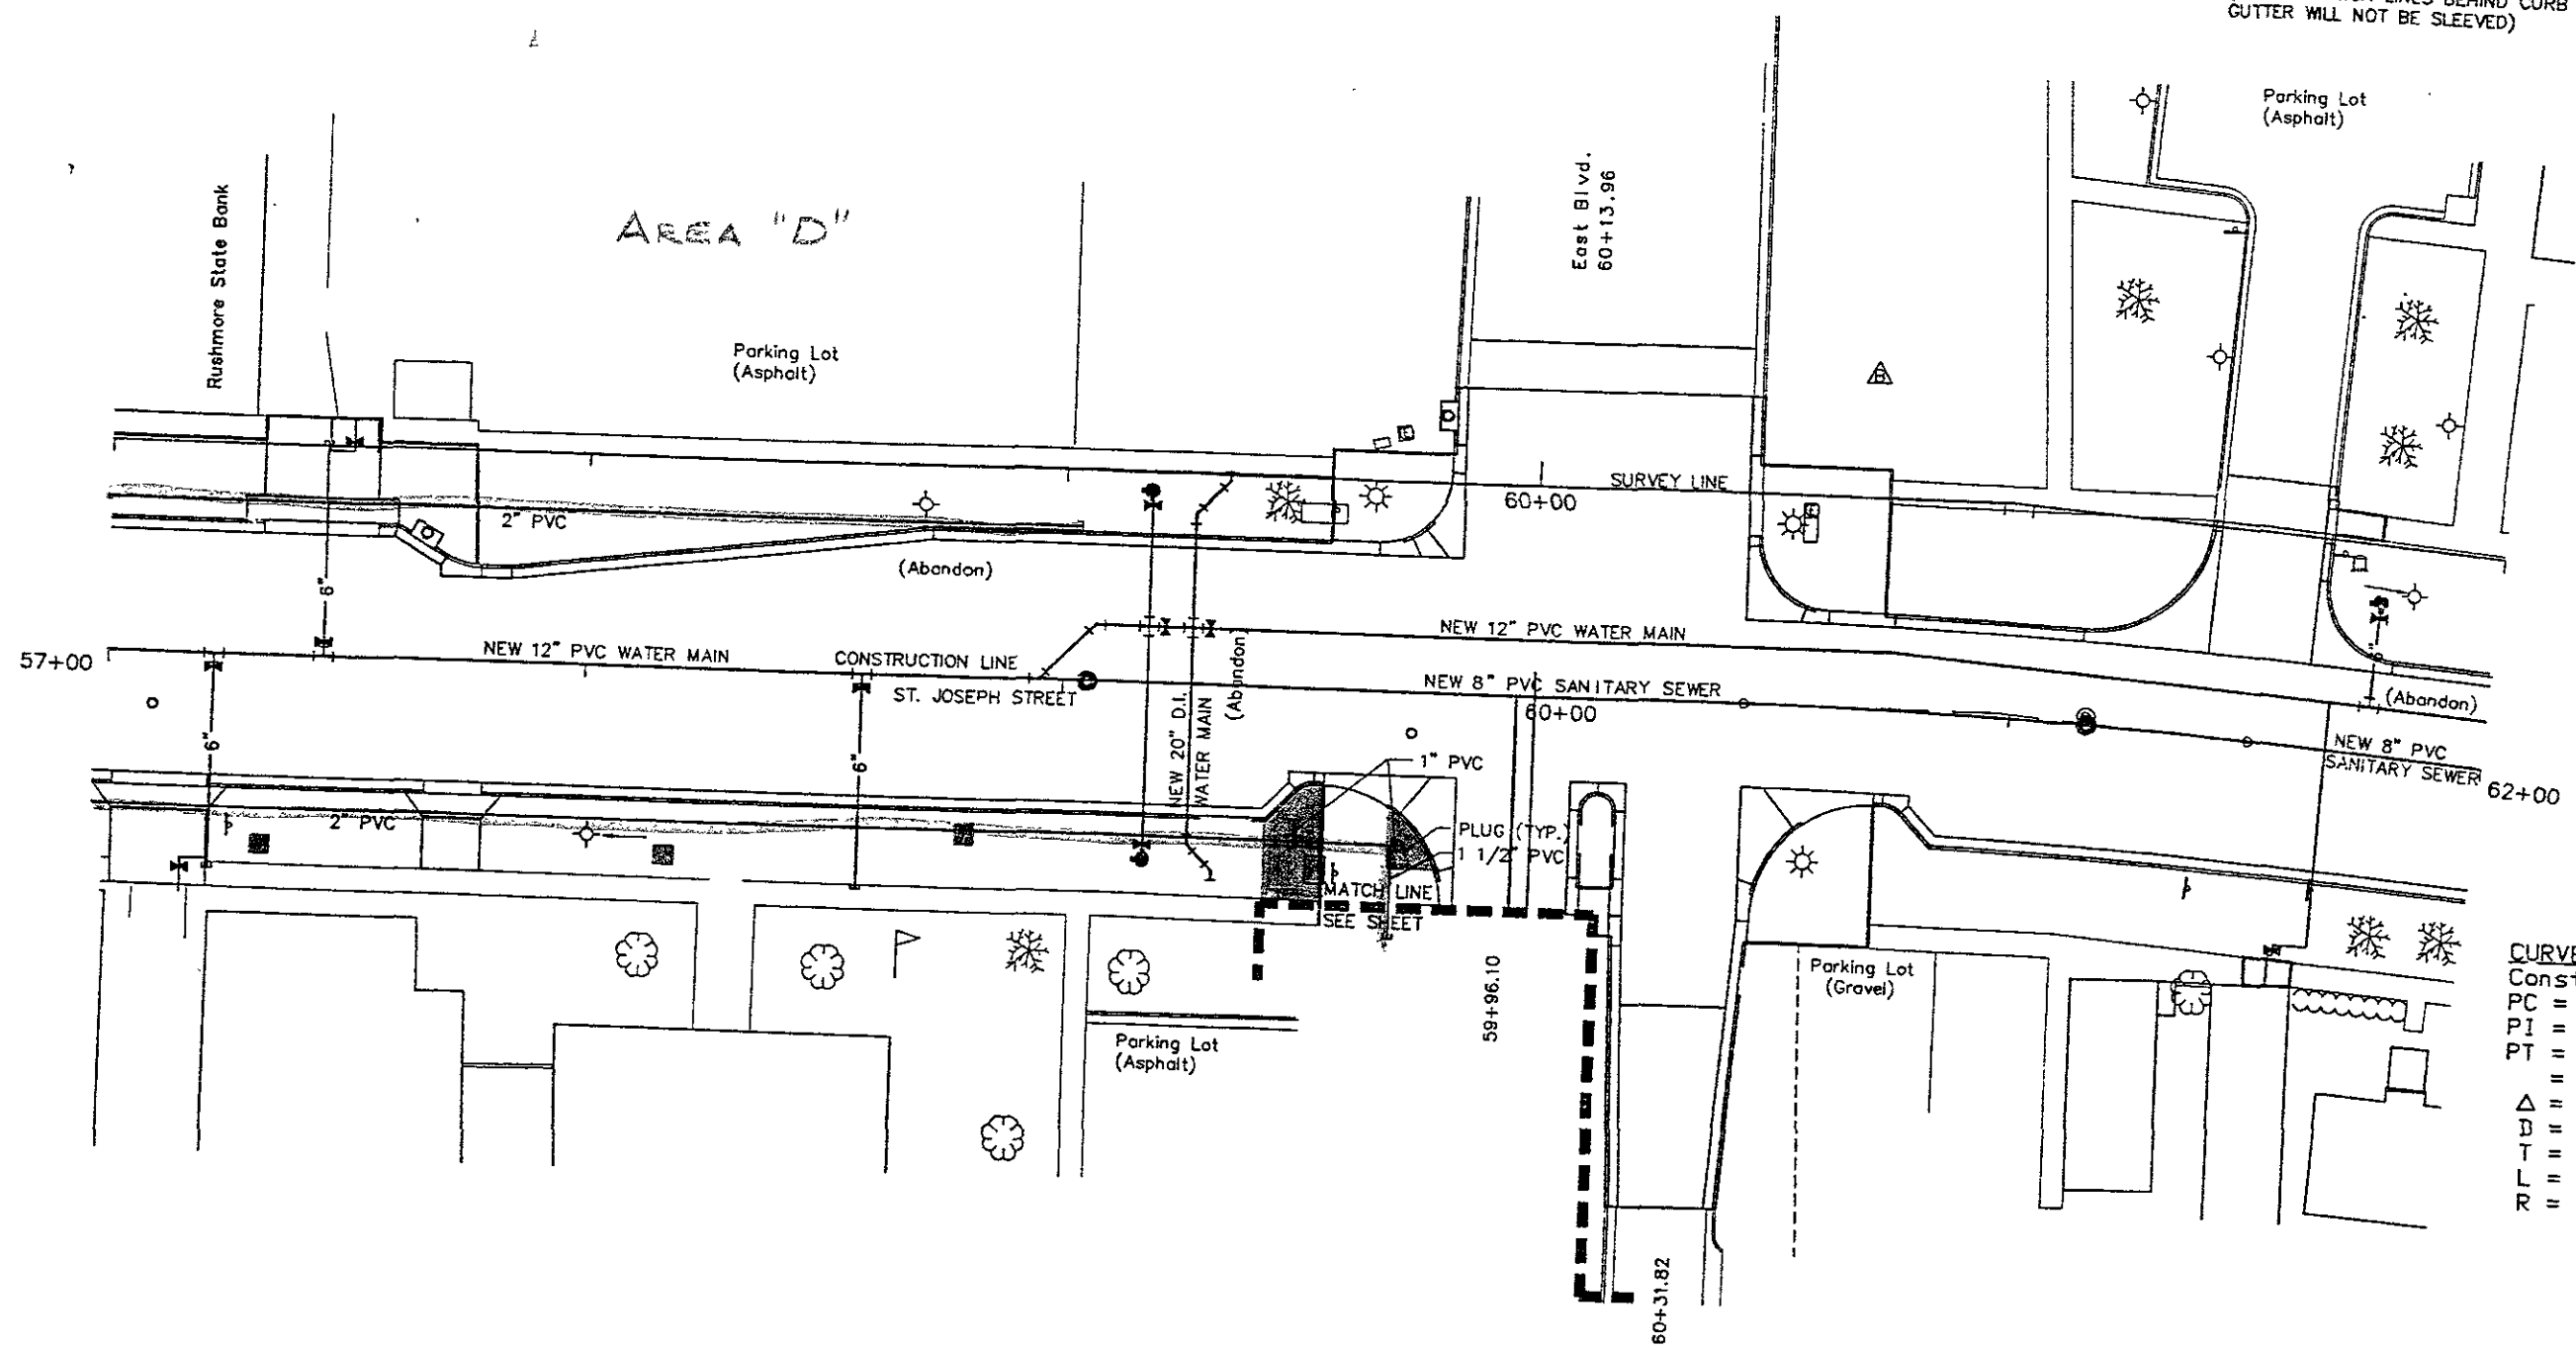 LINES BEHIND CURB
GUTTER WILL NOT BE SLEEVED)
Parking Lot
(Asphalt)
East Blvd.
60+13.96
Rushmore State Bank
AREA "D"
Parking Lot
(Asphalt)
SURVEY LINE
60+00
2" PVC
(Abandon)
6"
NEW 12" PVC WATER MAIN
57+00
NEW 12" PVC WATER MAIN
CONSTRUCTION LINE
ST. JOSEPH STREET
(Abandon)
NEW 8" PVC SANITARY SEWER
60+00
(Abandon)
NEW 20" D.I.
WATER MAIN
6"
6"
NEW 8" PVC
SANITARY SEWER
62+00
1" PVC
2" PVC
PLUG (TYP.)
1 1/2" PVC
MATCH LINE
SEE SHEET
59+96.10
Parking Lot
(Gravel)
Parking Lot
(Asphalt)
CURVE
Const
PC =
PI =
PT =
=
Δ =
D =
T =
L =
R =
60+31.82